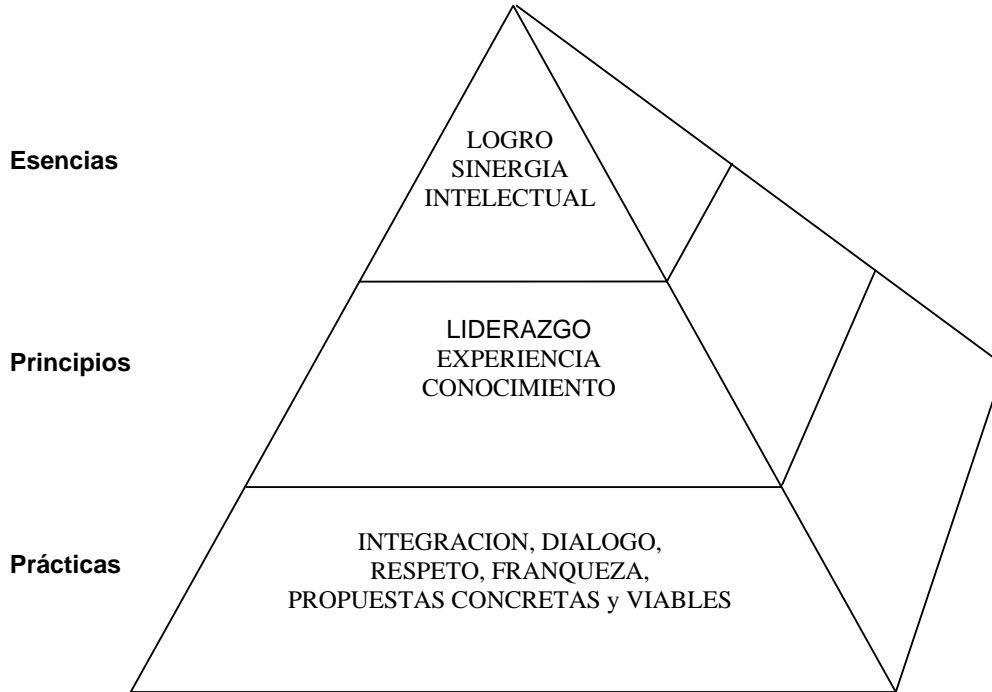 Esencias
LOGRO
SINERGIA
INTELECTUAL
Principios
LIDERAZGO
EXPERIENCIA
CONOCIMIENTO
Prácticas
INTEGRACION, DIALOGO,
RESPETO, FRANQUEZA,
PROPUESTAS CONCRETAS y VIABLES